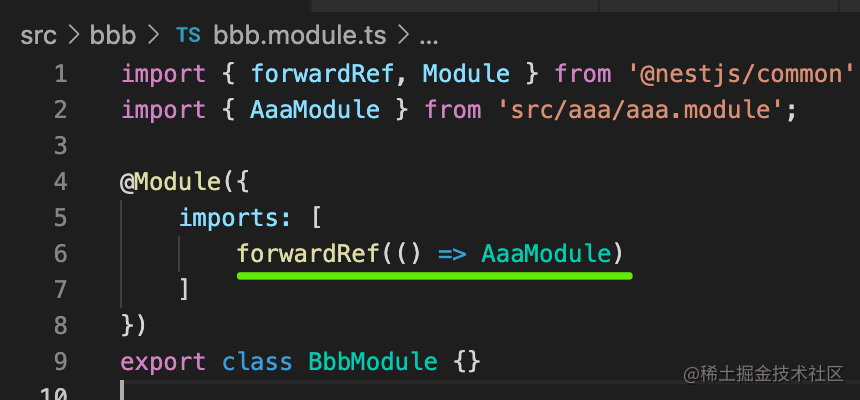 src > bbb > TS bbb.module.ts > ...
1 import { forwardRef, Module } from '@nestjs/common'
2 import { AaaModule } from 'src/aaa/aaa.module';
3
4 @Module({
5 imports: [
6 forwardRef(() => AaaModule)
7 ]
8 })
9 export class BbbModule {}
10
@稀土掘金技术社区